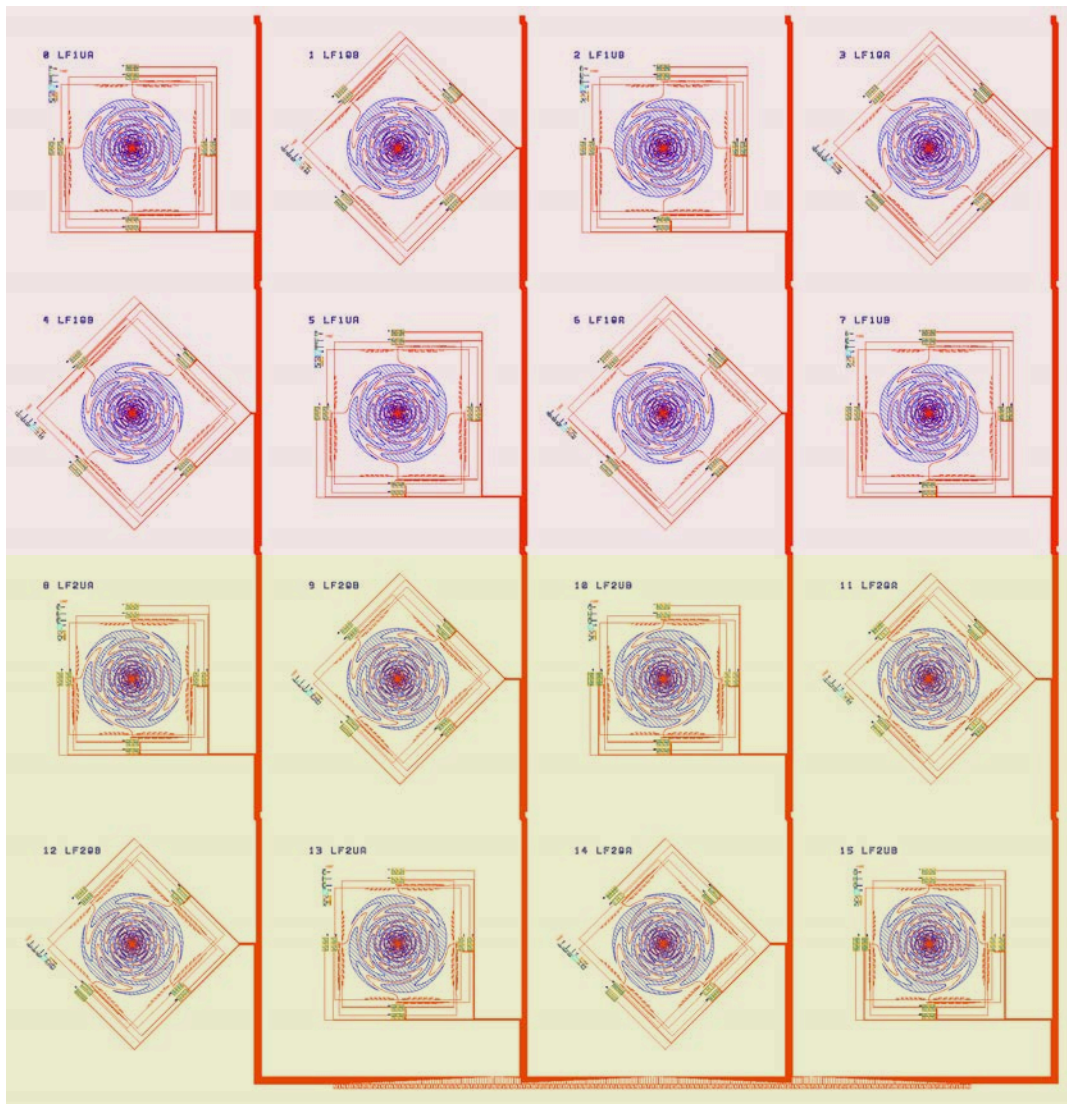 0 LF1UA
1 LF1QB
2 LF1UB
3 LF1QA
4 LF1QB
5 LF1UA
6 LF1QA
7 LF1UB
8 LF2UA
9 LF2QB
10 LF2UB
11 LF2QA
12 LF2QB
13 LF2UA
14 LF2QA
15 LF2UB